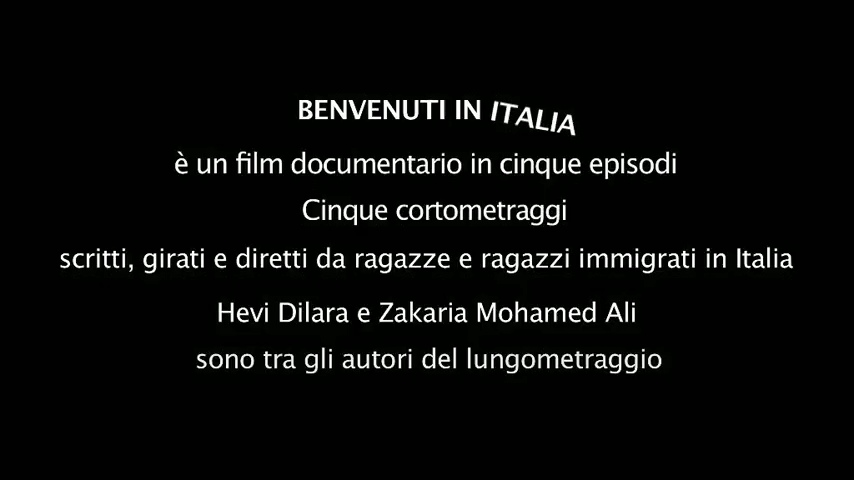 BENVENUTI IN ITALIA
è un film documentario in cinque episodi
Cinque cortometraggi
scritti, girati e diretti da ragazze e ragazzi immigrati in Italia
Hevi Dilara e Zakaria Mohamed Ali
sono tra gli autori del lungometraggio